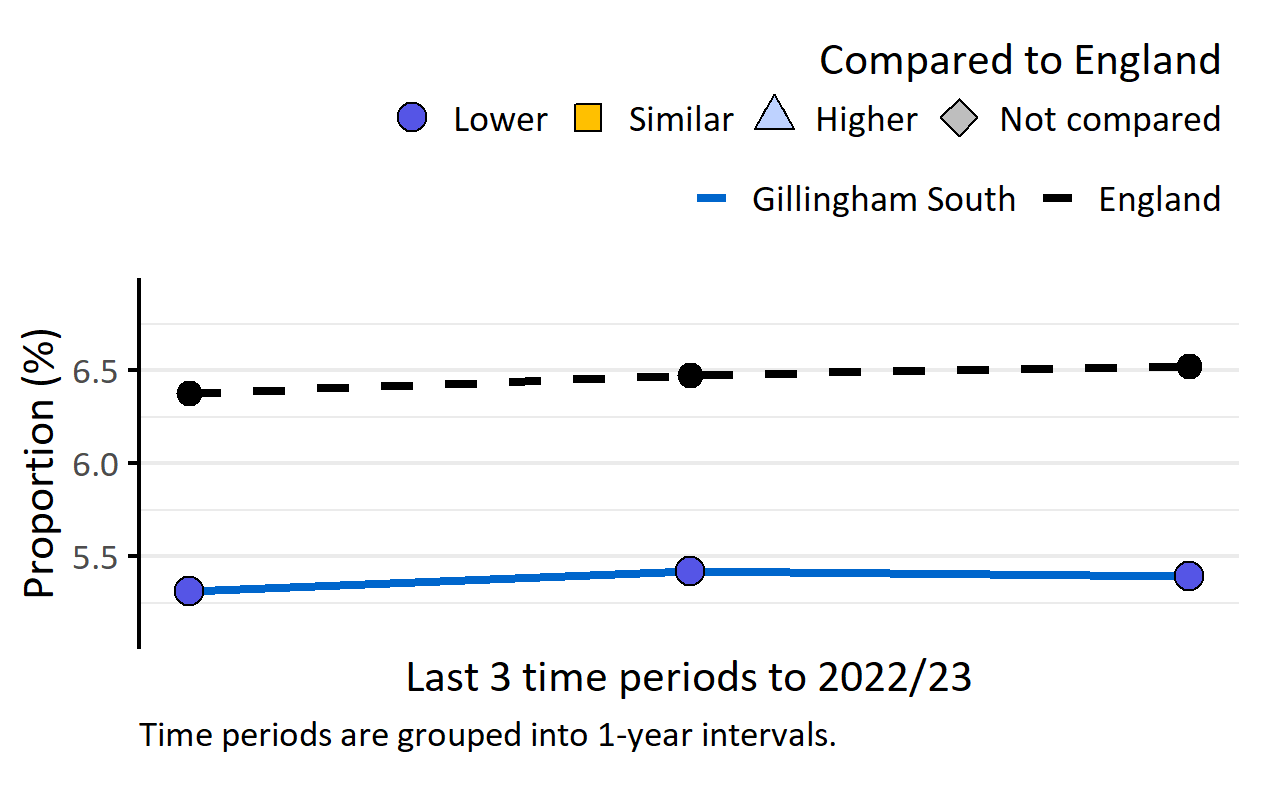 Compared to England
Lower Similar Higher Not compared
Gillingham South England
Proportion (%)
6.5
6.0
5.5
Last 3 time periods to 2022/23
Time periods are grouped into 1-year intervals.